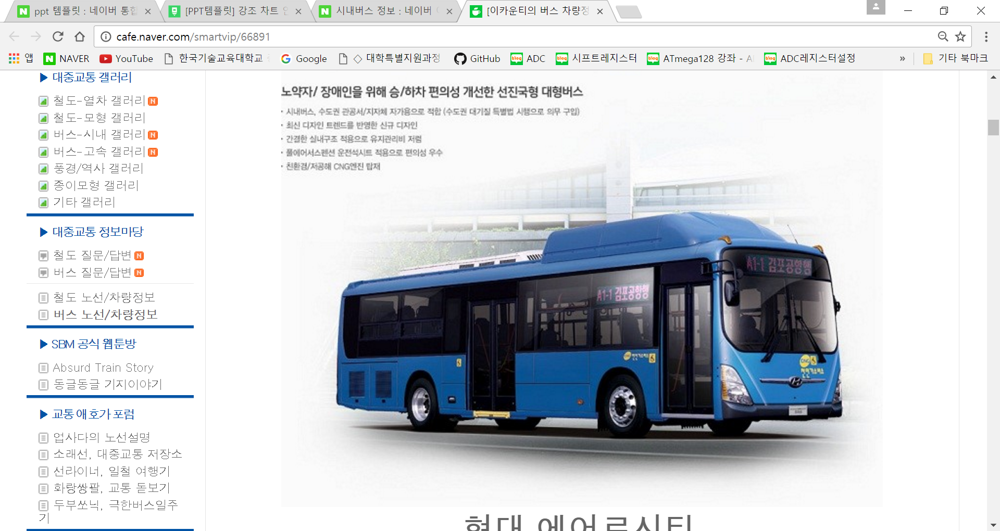 ppt 템플릿 : 네이버 통합
[PPT템플릿] 강조 차트 인
시내버스 정보 : 네이버
[이카운티의 버스 차량정
cafe.naver.com/smartvip/66891
앱
NAVER
YouTube
한국기술교육대학교
Google
대학특별지원과정
GitHub
ADC
시프트레지스터
ATmega128 강좌 - A
ADC레지스터설정
»
기타 북마크
▶ 대중교통 갤러리
철도-열차 갤러리 N
철도-모형 갤러리
버스-시내 갤러리 N
버스-고속 갤러리 N
풍경/역사 갤러리
종이모형 갤러리
기타 갤러리
▶ 대중교통 정보마당
철도 질문/답변 N
버스 질문/답변 N
철도 노선/차량정보
버스 노선/차량정보
▶ SBM 공식 웹툰방
Absurd Train Story
동글동글 기지이야기
▶ 교통애호가 포럼
업사다의 노선설명
소래선, 대중교통 저장소
선라이너, 일철 여행기
화랑쌍팔, 교통 돋보기
두부쏘닉, 극한버스일주
기
노약자/ 장애인을 위해 승/하차 편의성 개선한 선진국형 대형버스
• 시내버스, 수도권 관공서/지자체 자가용으로 적합 (수도권 대기질 특별법 시행으로 의무 구입)
• 최신 디자인 트렌드를 반영한 신규 디자인
• 간결한 실내구조 적용으로 유지관리비 저렴
• 풀에어서스펜션 운전석시트 적용으로 편의성 우수
• 친환경/저공해 CNG엔진 탑재
A1-1 김포공항행
A1-1 김포공항행
CNG
천연가스버스
CNG
천연가스버스
현대 에어로시티